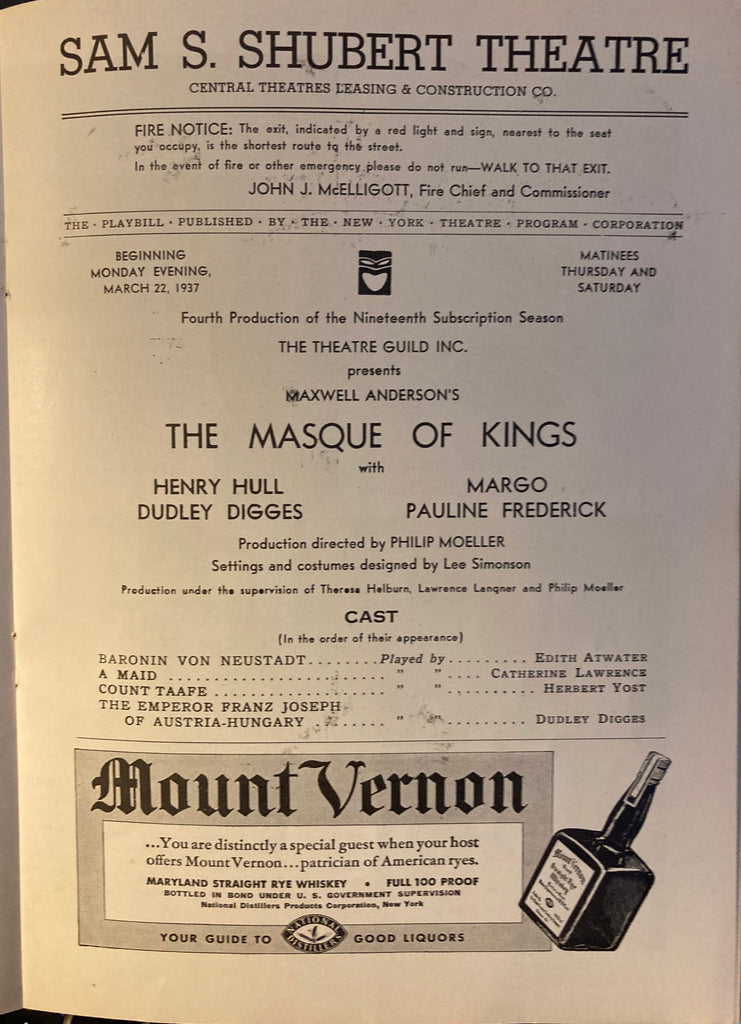 SAM S. SHUBERT THEATRE
CENTRAL THEATRES LEASING & CONSTRUCTION CO.
FIRE NOTICE: The exit, indicated by a red light and sign, nearest to the seat
you occupy, is the shortest route to the street.
In the event of fire or other emergency please do not run—WALK TO THAT EXIT.
JOHN J. McELLIGOTT, Fire Chief and Commissioner
THE · PLAYBILL · PUBLISHED · BY · THE · NEW · YORK · THEATRE · PROGRAM · CORPORATION
BEGINNING
MONDAY EVENING,
MARCH 22, 1937
MATINEES
THURSDAY AND
SATURDAY
Fourth Production of the Nineteenth Subscription Season
THE THEATRE GUILD INC.
presents
MAXWELL ANDERSON'S
THE MASQUE OF KINGS
with
HENRY HULL MARGO
DUDLEY DIGGES PAULINE FREDERICK
Production directed by PHILIP MOELLER
Settings and costumes designed by Lee Simonson
Production under the supervision of Theresa Helburn, Lawrence Langner and Philip Moeller
CAST
(In the order of their appearance)
BARONIN VON NEUSTADT........Played by......... EDITH ATWATER
A MAID ...................... " " .... CATHERINE LAWRENCE
COUNT TAAFE ................. " " .......... HERBERT YOST
THE EMPEROR FRANZ JOSEPH
OF AUSTRIA-HUNGARY ......... " " ......... DUDLEY DIGGES
Mount Vernon
...You are distinctly a special guest when your host
offers Mount Vernon...patrician of American ryes.
MARYLAND STRAIGHT RYE WHISKEY • FULL 100 PROOF
BOTTLED IN BOND UNDER U. S. GOVERNMENT SUPERVISION
National Distillers Products Corporation, New York
YOUR GUIDE TO NATIONAL DISTILLERS GOOD LIQUORS
Mount Vernon
Straight Rye
Whiskey